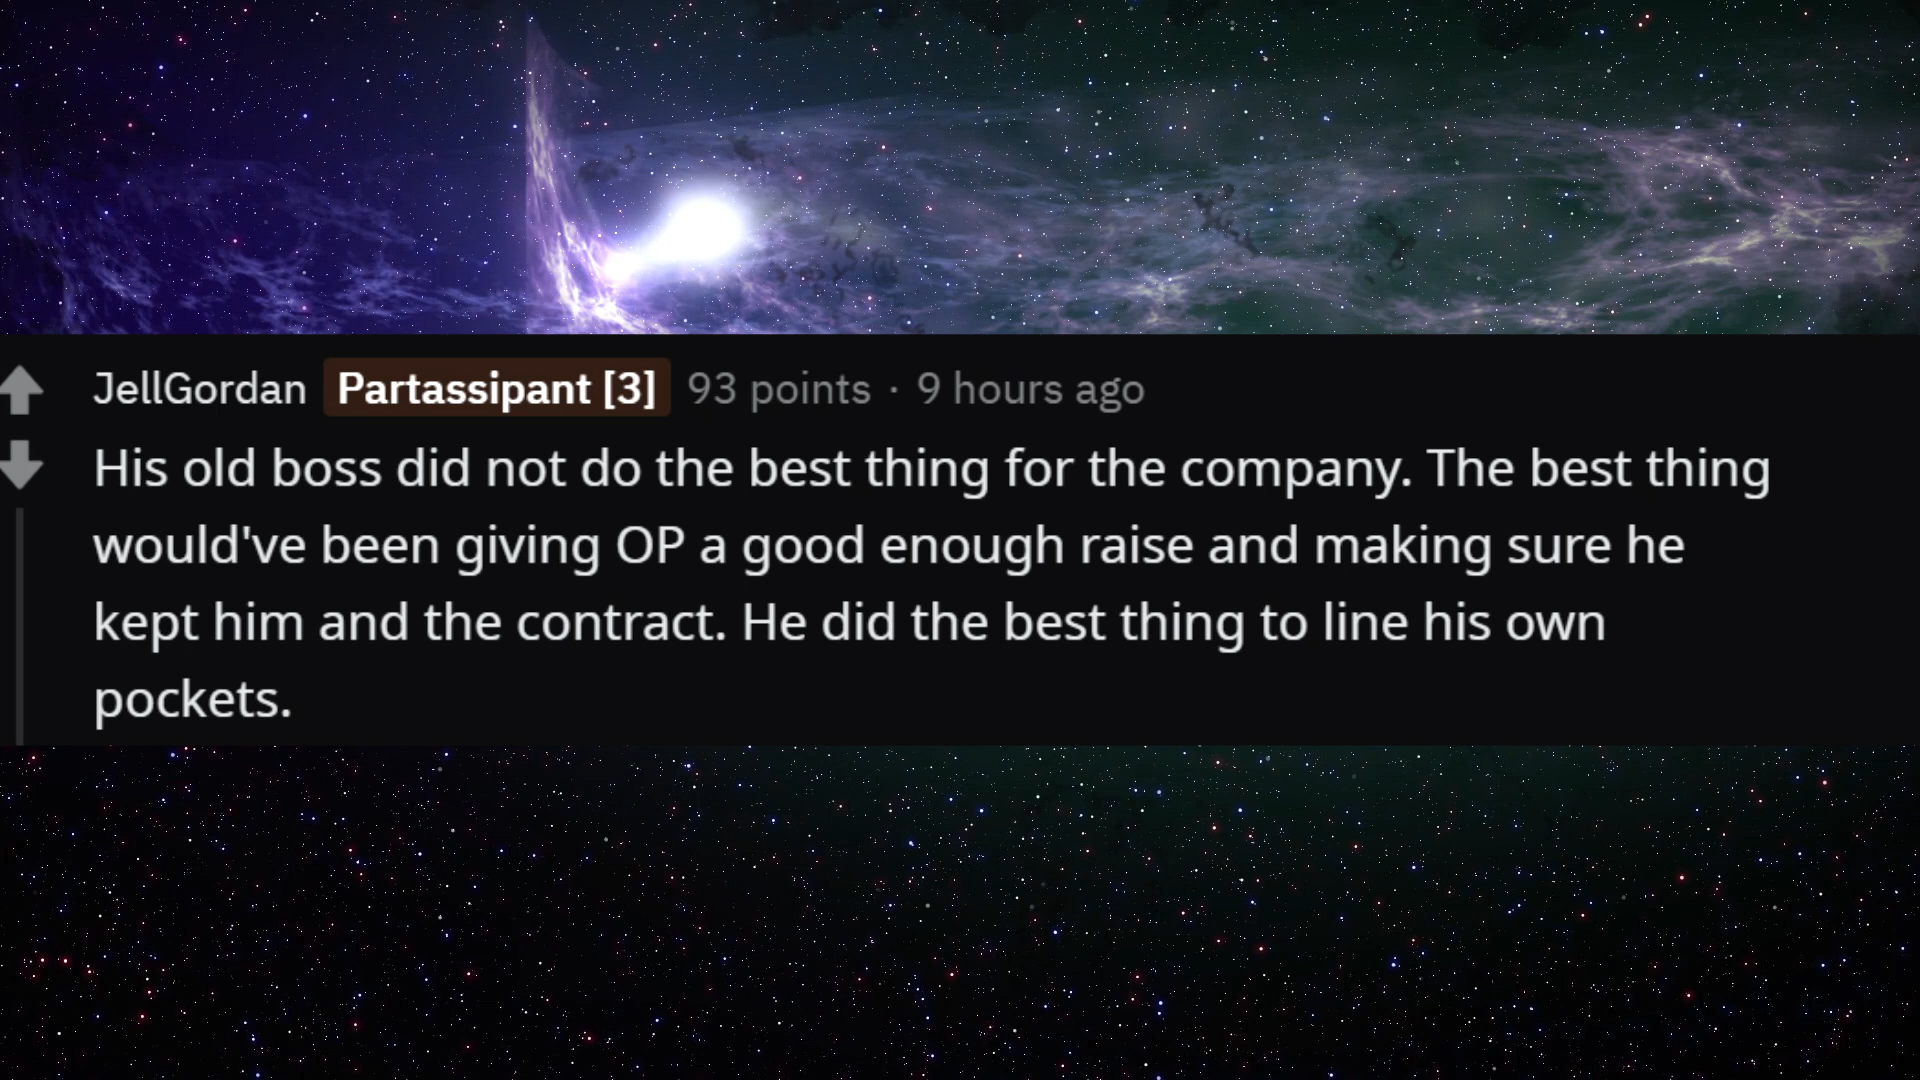 JellGordan Partassipant [3] 93 points · 9 hours ago
His old boss did not do the best thing for the company. The best thing
would've been giving OP a good enough raise and making sure he
kept him and the contract. He did the best thing to line his own
pockets.